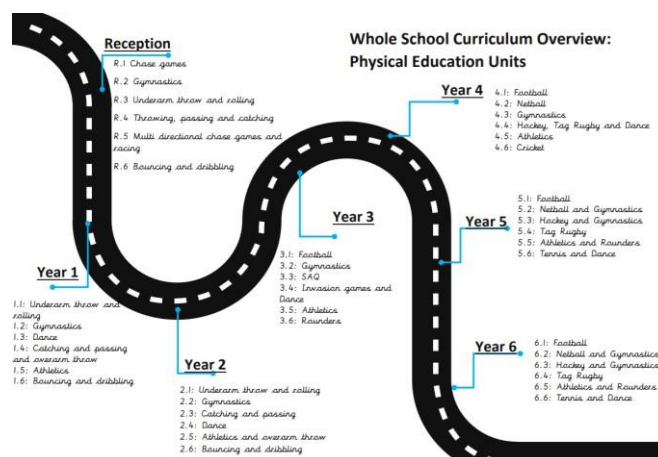 Whole School Curriculum Overview:
Physical Education Units
Reception
R.1 Chase games
R.2 Gymnastics
R.3 Underarm throw and rolling
R.4 Throwing, passing and catching
R.5 Multi directional chase games and
racing
R.6 Bouncing and dribbling
Year 1
1.1: Underarm throw and
rolling
1.2: Gymnastics
1.3: Dance
1.4: Catching and passing
and overarm throw
1.5: Athletics
1.6: Bouncing and dribbling
Year 2
2.1: Underarm throw and rolling
2.2: Gymnastics
2.3: Catching and passing
2.4: Dance
2.5: Athletics and overarm throw
2.6: Bouncing and dribbling
Year 3
3.1: Football
3.2: Gymnastics
3.3: SAQ
3.4: Invasion games and
Dance
3.5: Athletics
3.6: Rounders
Year 4
4.1: Football
4.2: Netball
4.3: Gymnastics
4.4: Hockey, Tag Rugby and Dance
4.5: Athletics
4.6: Cricket
Year 5
5.1: Football
5.2: Netball and Gymnastics
5.3: Hockey and Gymnastics
5.4: Tag Rugby
5.5: Athletics and Rounders
5.6: Tennis and Dance
Year 6
6.1: Football
6.2: Netball and Gymnastics
6.3: Hockey and Gymnastics
6.4: Tag Rugby
6.5: Athletics and Rounders
6.6: Tennis and Dance